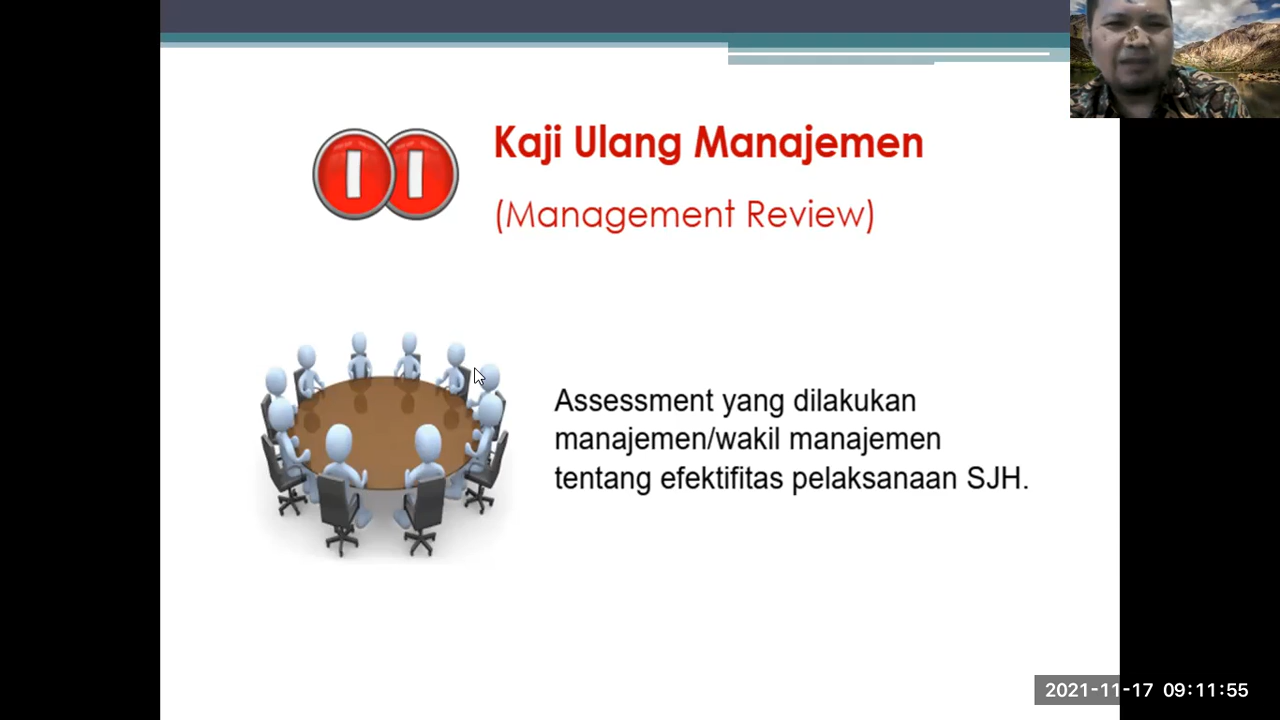 11
Kaji Ulang Manajemen
(Management Review)
Assessment yang dilakukan
manajemen/wakil manajemen
tentang efektifitas pelaksanaan SJH.
2021-11-17 09:11:55